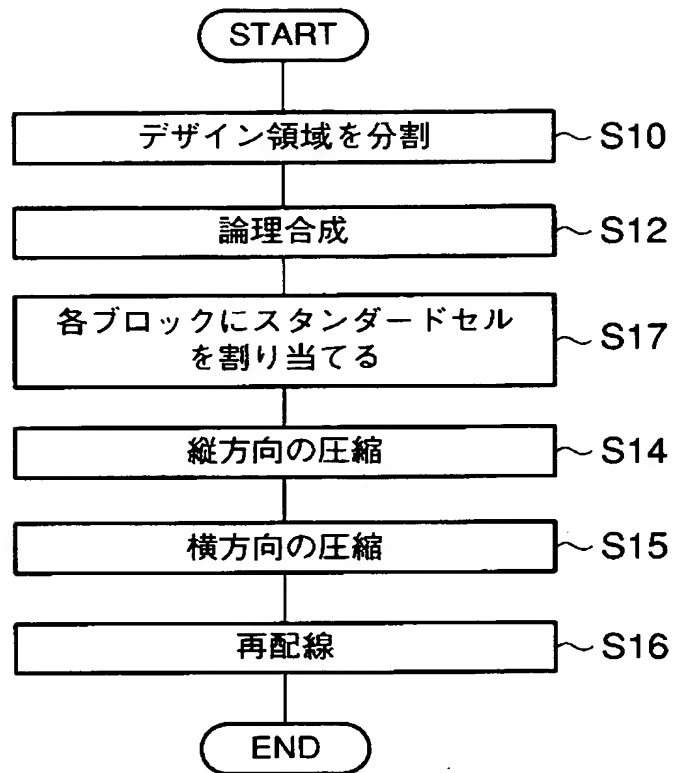 START
デザイン領域を分割 S10
論理合成 S12
各ブロックにスタンダードセル
を割り当てる S17
縦方向の圧縮 S14
横方向の圧縮 S15
再配線 S16
END